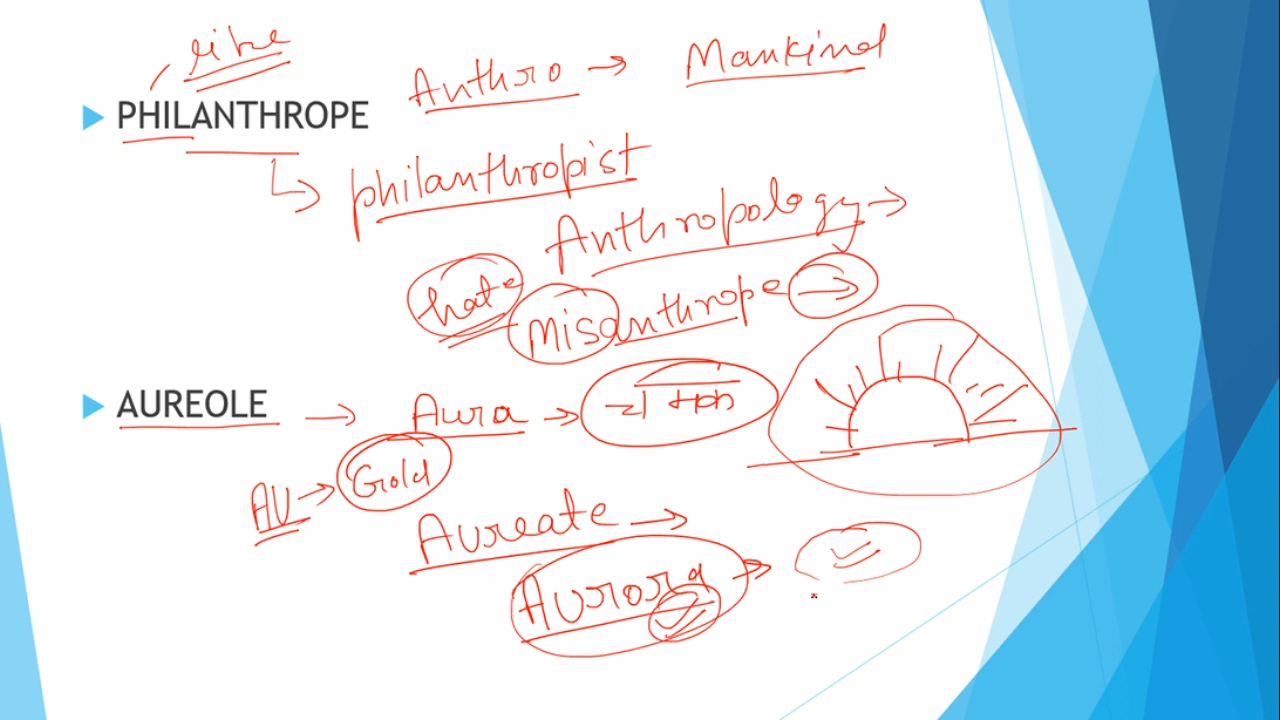 like
Anthro → Mankind
PHILANTHROPE
philanthropist
Anthropology →
hate
Misanthrope →
AUREOLE → Aura →
AU → Gold
Aureate →
Aurora →